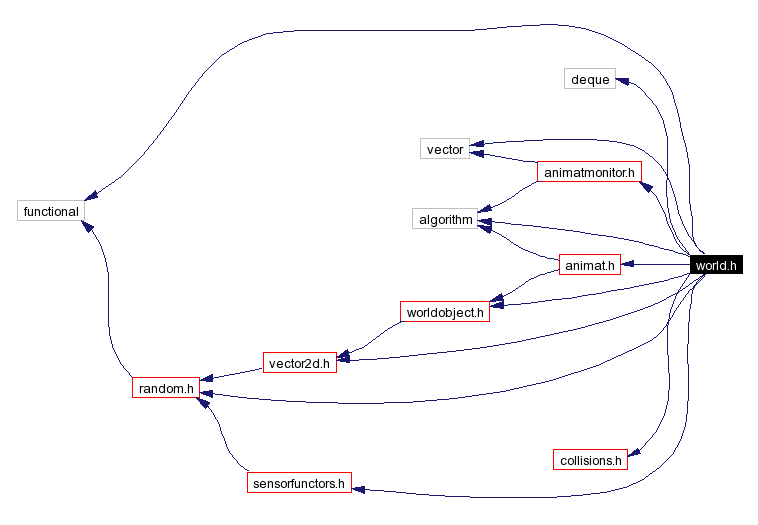 deque
vector
animatmonitor.h
functional
algorithm
animat.h
world.h
worldobject.h
vector2d.h
random.h
collisions.h
sensorfunctors.h